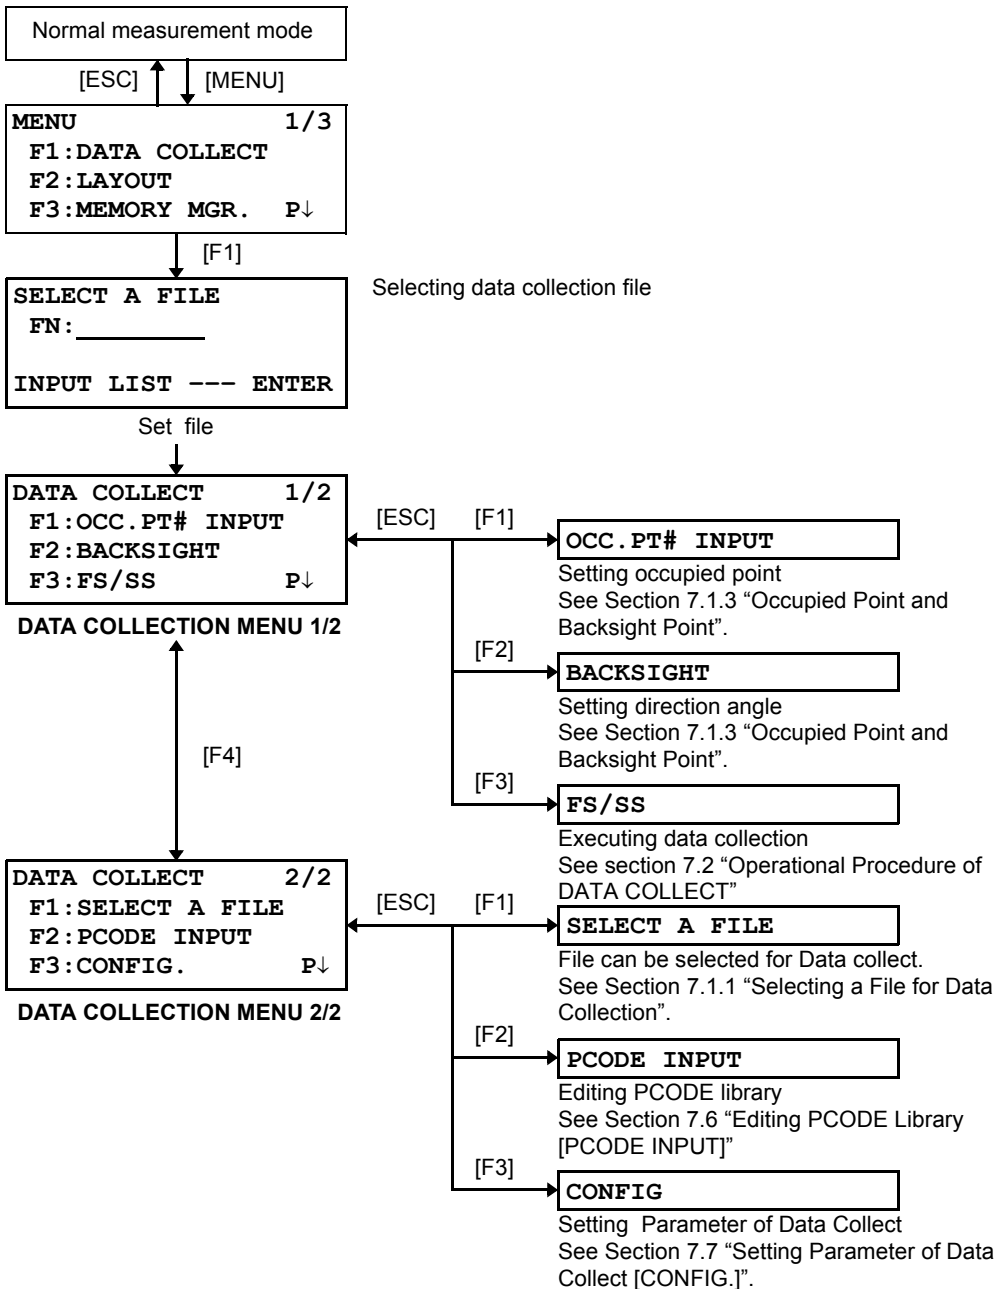 Normal measurement mode
[ESC] [MENU]
MENU 1/3
F1:DATA COLLECT
F2:LAYOUT
F3:MEMORY MGR. P↓
[F1]
SELECT A FILE
FN:
INPUT LIST --- ENTER
Selecting data collection file
Set file
DATA COLLECT 1/2
F1:OCC.PT# INPUT
F2:BACKSIGHT
F3:FS/SS P↓
DATA COLLECTION MENU 1/2
[ESC] [F1]
OCC.PT# INPUT
Setting occupied point
See Section 7.1.3 “Occupied Point and
Backsight Point”.
[F2]
BACKSIGHT
Setting direction angle
See Section 7.1.3 “Occupied Point and
Backsight Point”.
[F3]
FS/SS
Executing data collection
See section 7.2 “Operational Procedure of
DATA COLLECT”
[F4]
DATA COLLECT 2/2
F1:SELECT A FILE
F2:PCODE INPUT
F3:CONFIG. P↓
DATA COLLECTION MENU 2/2
[ESC] [F1]
SELECT A FILE
File can be selected for Data collect.
See Section 7.1.1 “Selecting a File for Data
Collection”.
[F2]
PCODE INPUT
Editing PCODE library
See Section 7.6 “Editing PCODE Library
[PCODE INPUT]”
[F3]
CONFIG
Setting Parameter of Data Collect
See Section 7.7 “Setting Parameter of Data
Collect [CONFIG.]”.